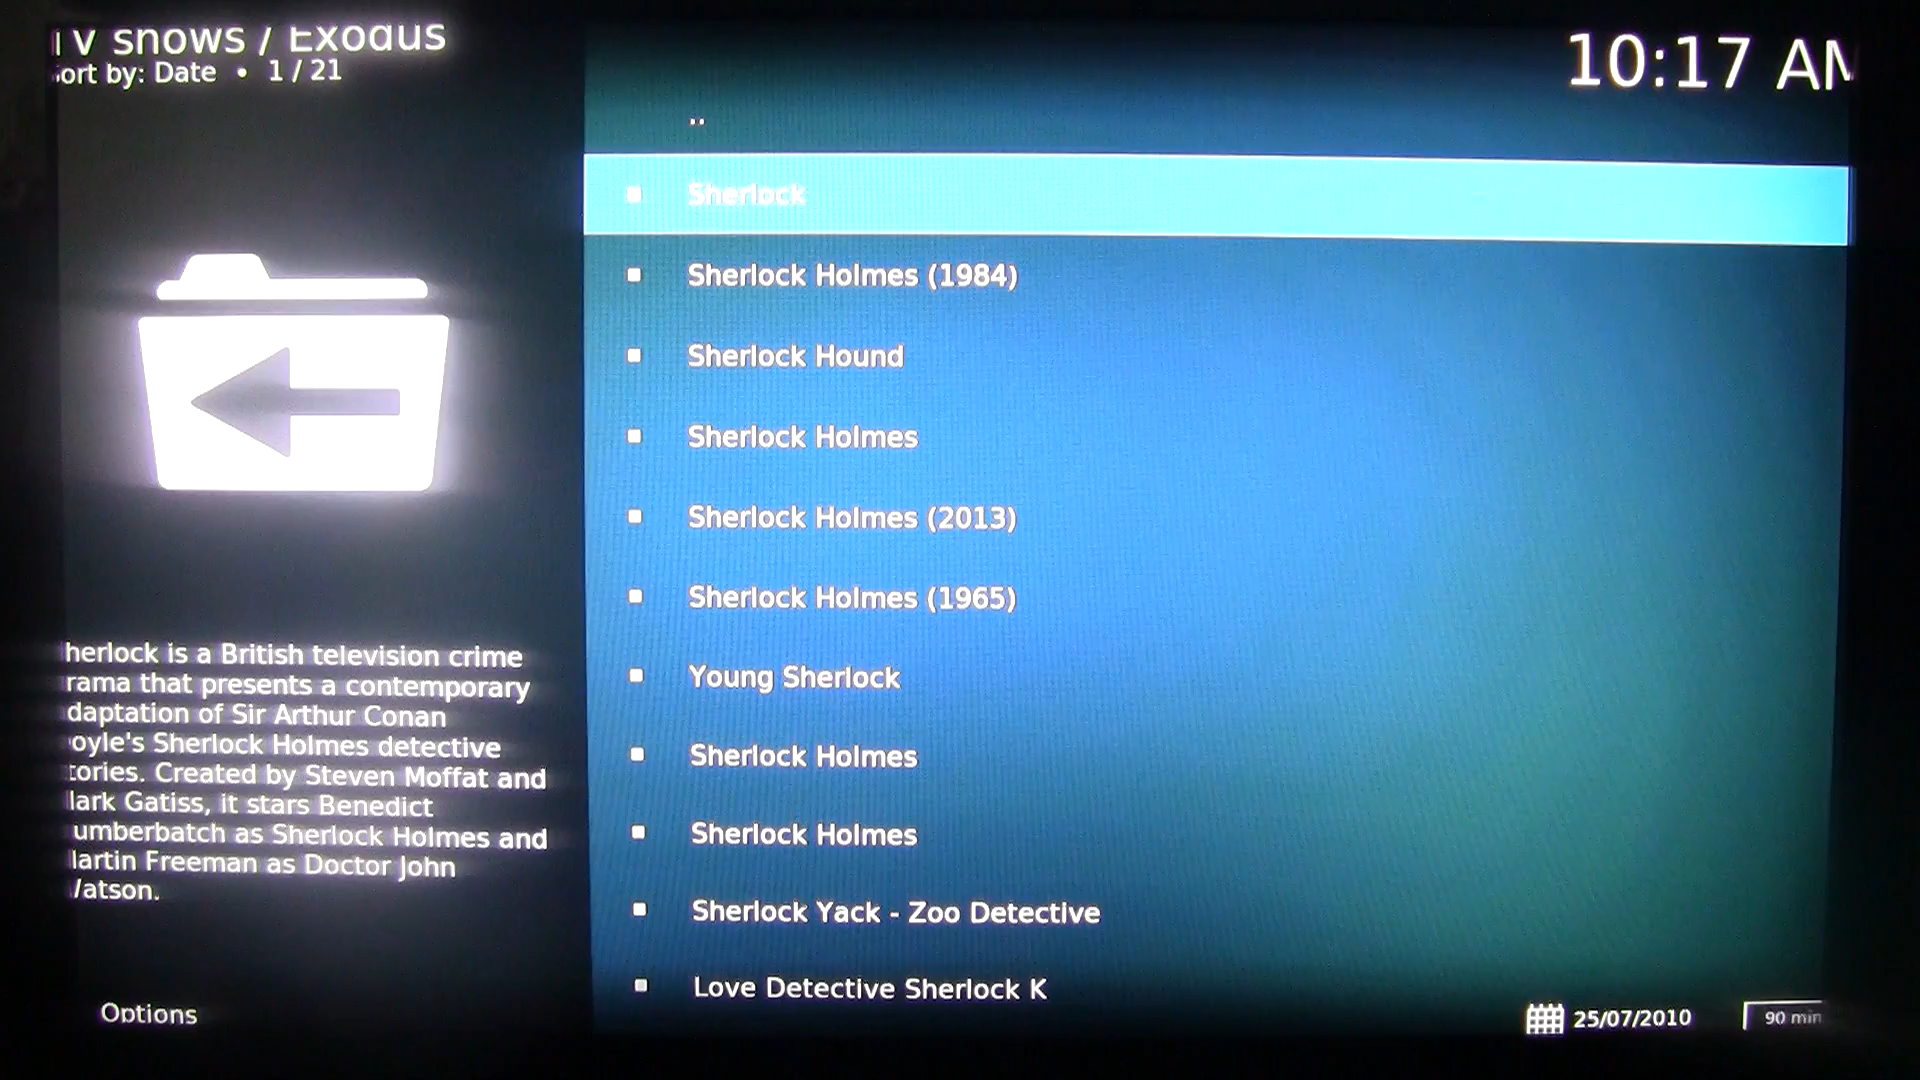 TV shows / Exodus
ort by: Date • 1 / 21
10:17 AM
..
Sherlock
Sherlock Holmes (1984)
Sherlock Hound
Sherlock Holmes
Sherlock Holmes (2013)
Sherlock Holmes (1965)
Young Sherlock
Sherlock Holmes
Sherlock Holmes
Sherlock Yack - Zoo Detective
Love Detective Sherlock K
herlock is a British television crime
rama that presents a contemporary
daptation of Sir Arthur Conan
oyle's Sherlock Holmes detective
tories. Created by Steven Moffat and
lark Gatiss, it stars Benedict
umberbatch as Sherlock Holmes and
lartin Freeman as Doctor John
/atson.
Options
25/07/2010
90 min